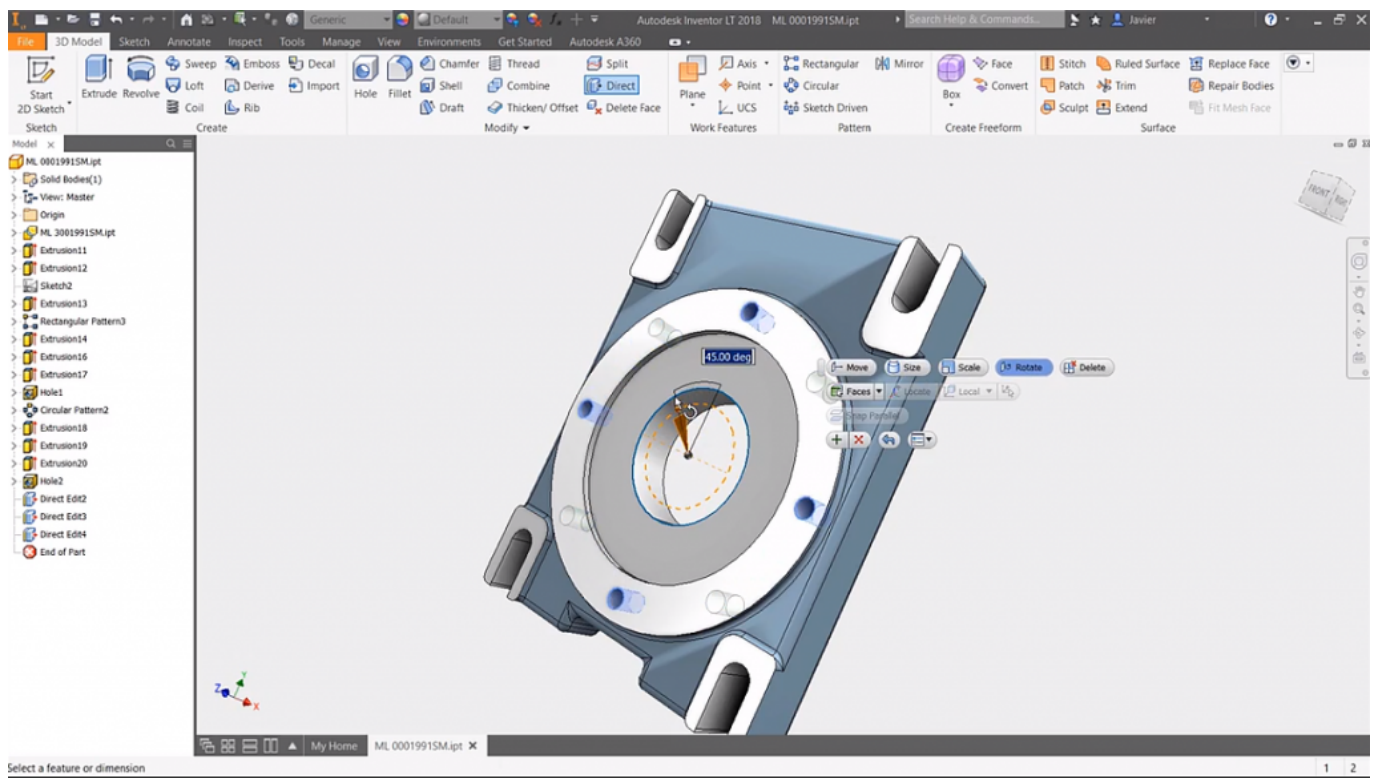 Generic
Default
Autodesk Inventor LT 2018 ML 0001991SM.ipt
Search Help & Commands...
Javier
File 3D Model Sketch Annotate Inspect Tools Manage View Environments Get Started Autodesk A360
Start
2D Sketch
Extrude Revolve
Sweep Emboss Decal
Loft Derive Import
Coil Rib
Hole Fillet
Chamfer Thread Split
Shell Combine Direct
Draft Thicken/ Offset Delete Face
Plane
Axis
Point
UCS
Rectangular Mirror
Circular
Sketch Driven
Box
Face
Convert
Stitch Ruled Surface Replace Face
Patch Trim Repair Bodies
Sculpt Extend Fit Mesh Face
Sketch Create Modify Work Features Pattern Create Freeform Surface
Model
ML 0001991SM.ipt
Solid Bodies(1)
View: Master
Origin
ML 3001991SM.ipt
Extrusion11
Extrusion12
Sketch2
Extrusion13
Rectangular Pattern3
Extrusion14
Extrusion16
Extrusion17
Hole1
Circular Pattern2
Extrusion18
Extrusion19
Extrusion20
Hole2
Direct Edit2
Direct Edit3
Direct Edit4
End of Part
FRONT
45.00 deg
Move Size Scale Rotate Delete
Faces Locate Local
Snap Parallel
Y
Z
X
My Home ML 0001991SM.ipt
Select a feature or dimension
1 2